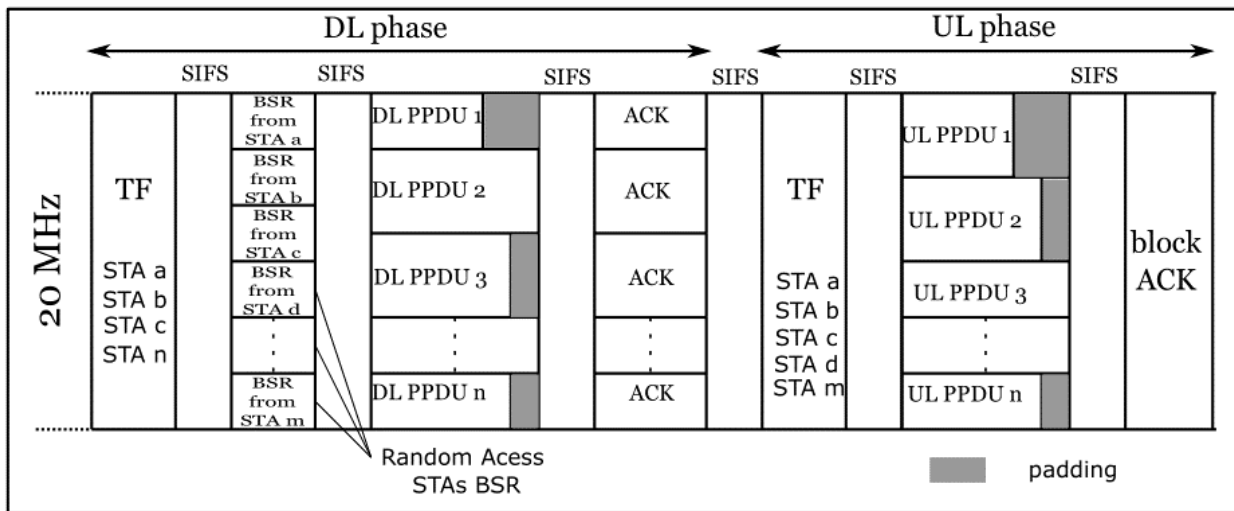 DL phase
UL phase
SIFS
SIFS
SIFS
SIFS
SIFS
SIFS
20 MHz
TF
STA a
STA b
STA c
STA n
BSR
from
STA a
BSR
from
STA b
BSR
from
STA c
BSR
from
STA d
BSR
from
STA m
DL PPDU 1
DL PPDU 2
DL PPDU 3
DL PPDU n
ACK
ACK
ACK
ACK
TF
STA a
STA b
STA c
STA d
STA m
UL PPDU 1
UL PPDU 2
UL PPDU 3
UL PPDU n
block
ACK
Random Acess
STAs BSR
padding